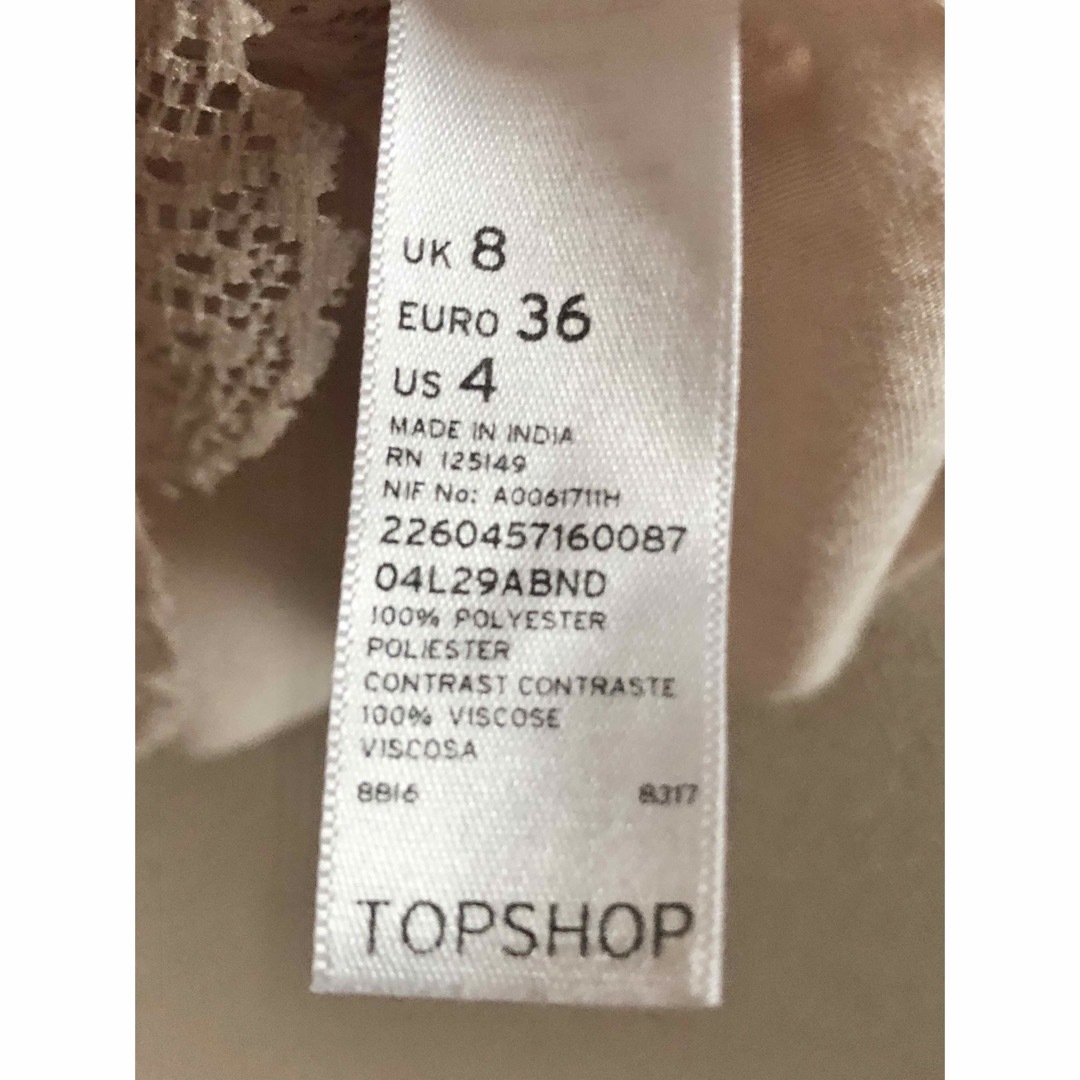 UK 8
EURO 36
US 4
MADE IN INDIA
RN 125149
NIF No: A0061711H
2260457160087
04L29ABND
100% POLYESTER
POLIESTER
CONTRAST CONTRASTE
100% VISCOSE
VISCOSA
8816 8317
TOPSHOP